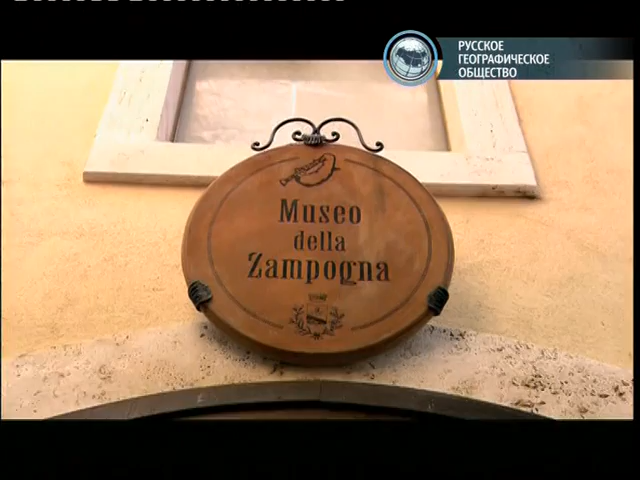 РУССКОЕ
ГЕОГРАФИЧЕСКОЕ
ОБЩЕСТВО
Museo
della
Zampogna